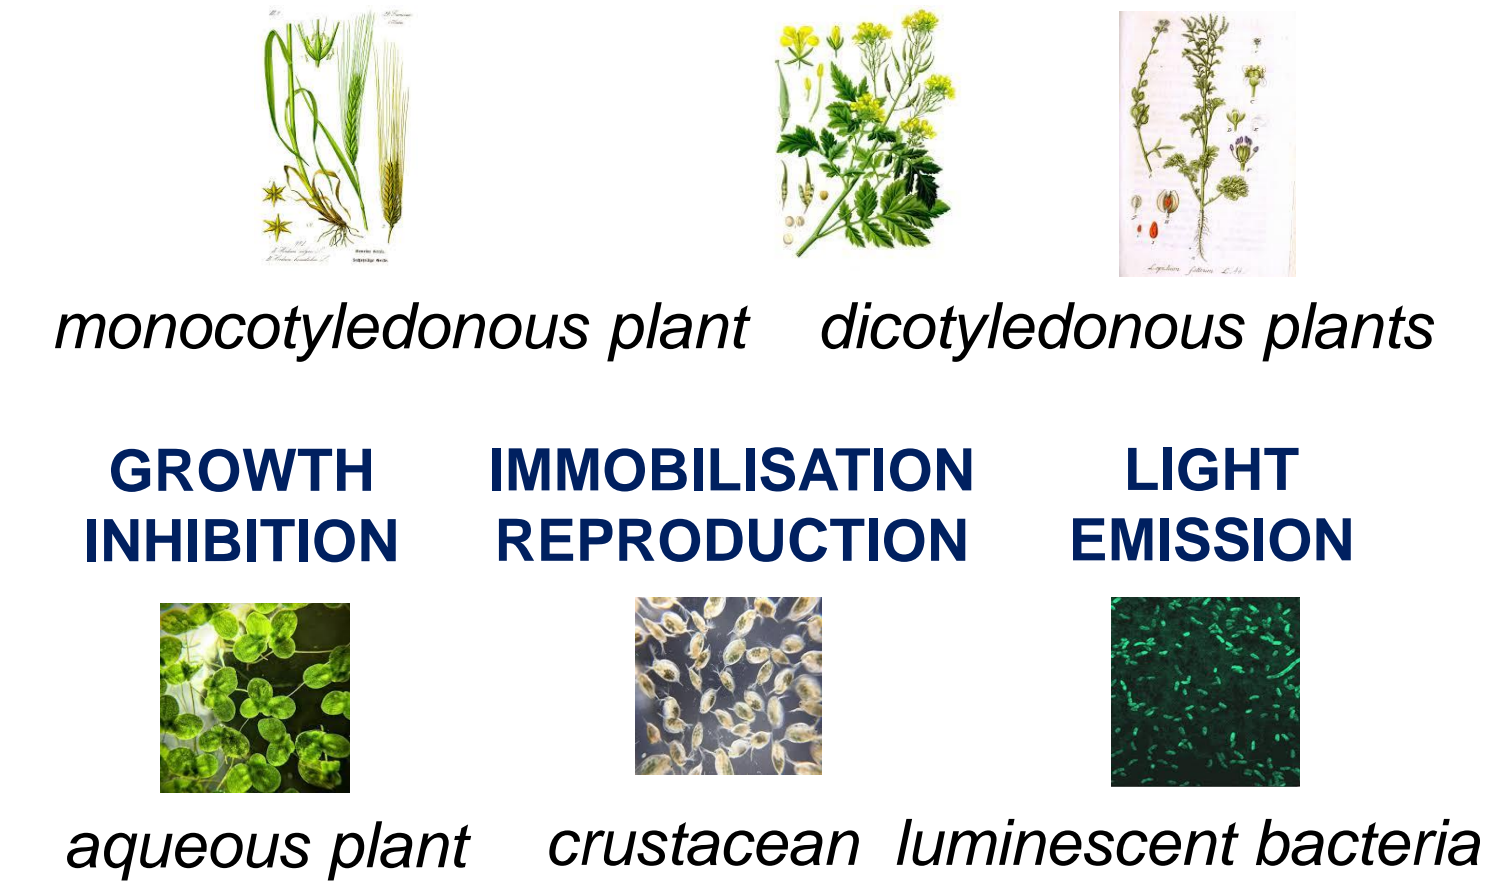 monocotyledonous plant
dicotyledonous plants
GROWTH
INHIBITION
IMMOBILISATION
REPRODUCTION
LIGHT
EMISSION
aqueous plant
crustacean
luminescent bacteria